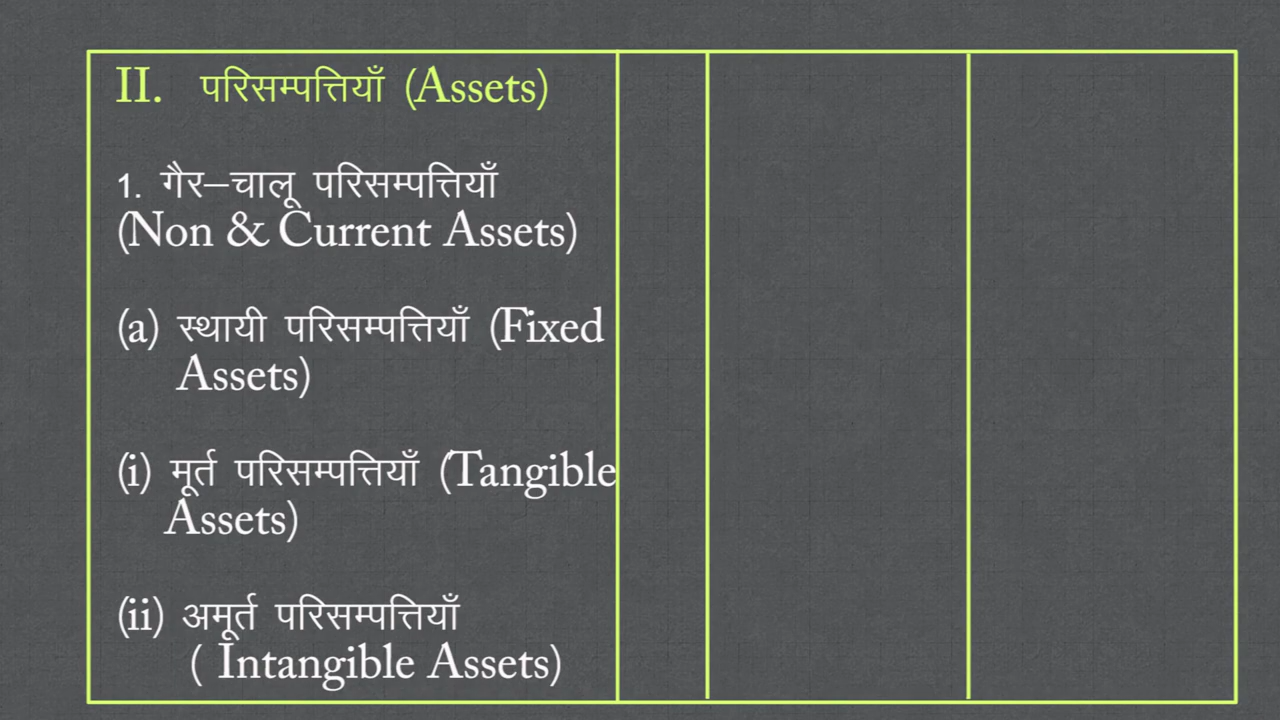 II. परिसम्पत्तियाँ (Assets)
1. गैर–चालू परिसम्पत्तियाँ
(Non & Current Assets)
(a) स्थायी परिसम्पत्तियाँ (Fixed
Assets)
(i) मूर्त परिसम्पत्तियाँ (Tangible
Assets)
(ii) अमूर्त परिसम्पत्तियाँ
( Intangible Assets)